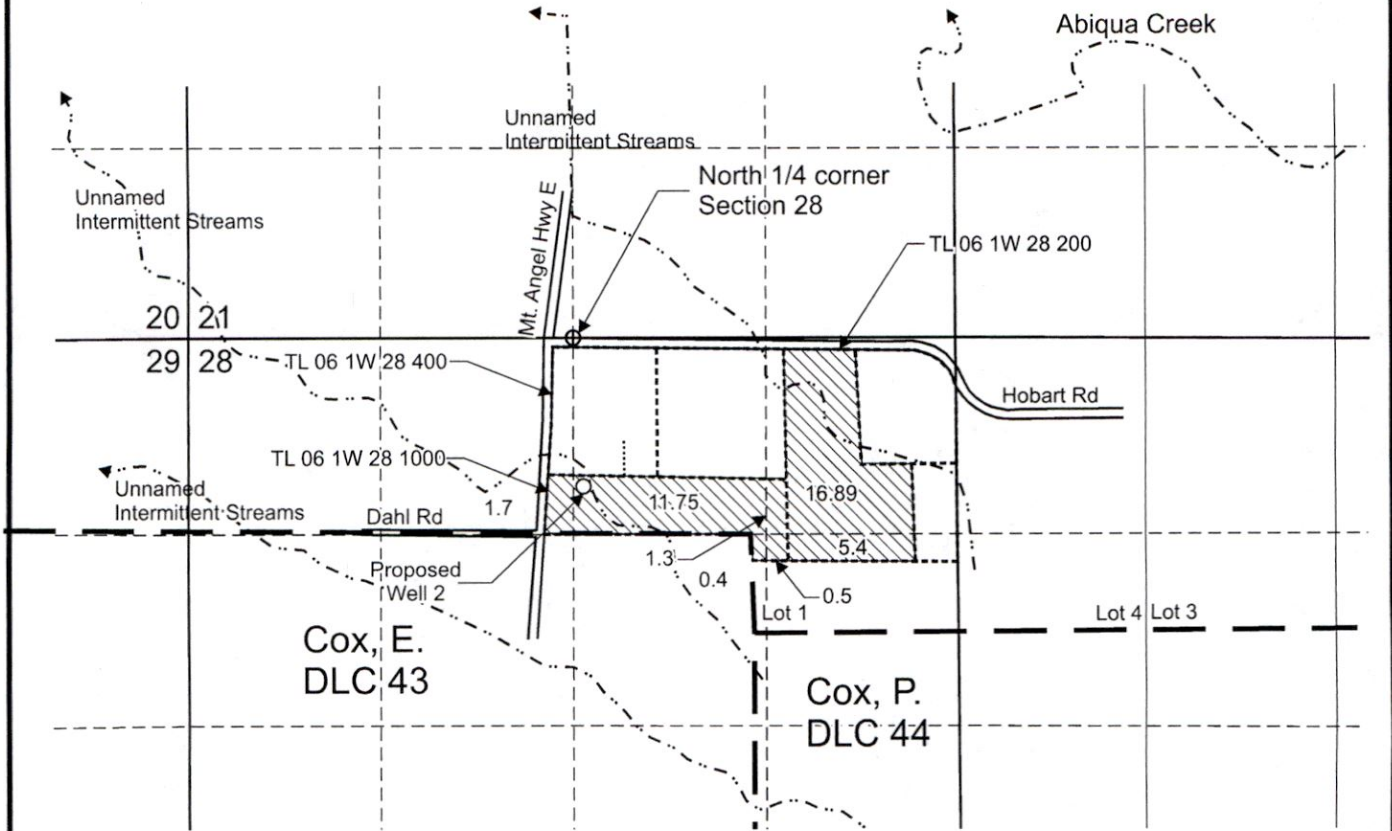 Abiqua Creek
Unnamed
Intermittent Streams
North 1/4 corner
Section 28
Unnamed
Intermittent Streams
Mt. Angel Hwy E
TL 06 1W 28 200
20 21
29 28
TL 06 1W 28 400
Hobart Rd
TL 06 1W 28 1000
Unnamed
Intermittent Streams
1.7
11.75
16.89
Dahl Rd
1.3
5.4
Proposed
Well 2
0.4
0.5
Lot 1
Lot 4 Lot 3
Cox, E.
DLC 43
Cox, P.
DLC 44